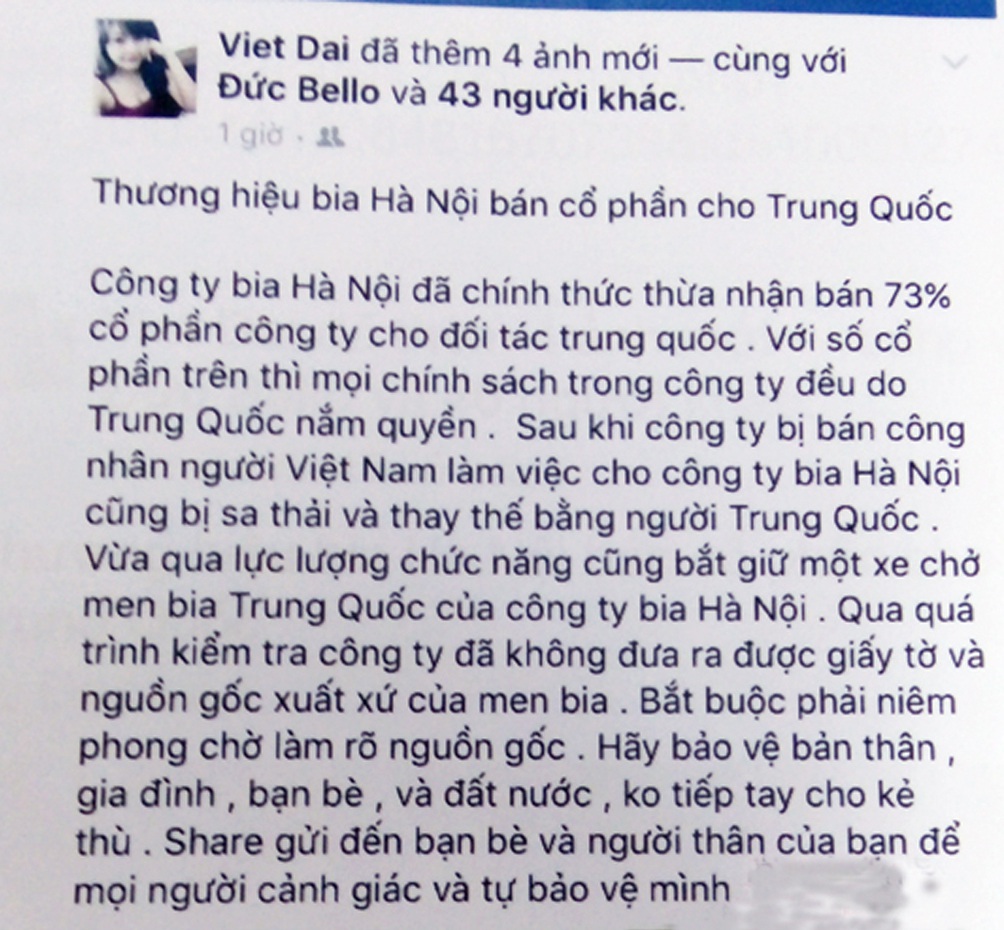 Viet Dai đã thêm 4 ảnh mới — cùng với
Đức Bello và 43 người khác.
1 giờ ·
Thương hiệu bia Hà Nội bán cổ phần cho Trung Quốc
Công ty bia Hà Nội đã chính thức thừa nhận bán 73%
cổ phần công ty cho đối tác trung quốc . Với số cổ
phần trên thì mọi chính sách trong công ty đều do
Trung Quốc nắm quyền . Sau khi công ty bị bán công
nhân người Việt Nam làm việc cho công ty bia Hà Nội
cũng bị sa thải và thay thế bằng người Trung Quốc .
Vừa qua lực lượng chức năng cũng bắt giữ một xe chở
men bia Trung Quốc của công ty bia Hà Nội . Qua quá
trình kiểm tra công ty đã không đưa ra được giấy tờ và
nguồn gốc xuất xứ của men bia . Bắt buộc phải niêm
phong chờ làm rõ nguồn gốc . Hãy bảo vệ bản thân ,
gia đình , bạn bè , và đất nước , ko tiếp tay cho kẻ
thù . Share gửi đến bạn bè và người thân của bạn để
mọi người cảnh giác và tự bảo vệ mình